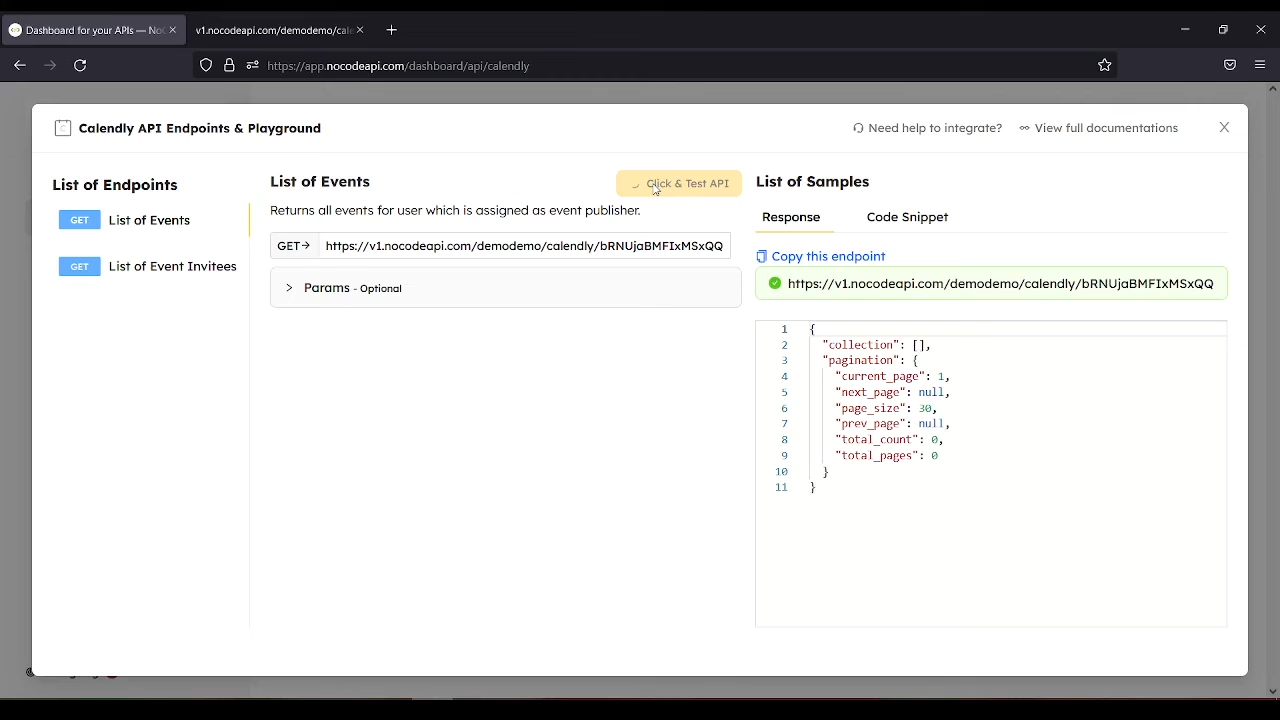 Dashboard for your APIs — NoC
v1.nocodeapi.com/demodemo/cale
https://app.nocodeapi.com/dashboard/api/calendly
Calendly API Endpoints & Playground
Need help to integrate?
View full documentations
List of Endpoints
GET List of Events
GET List of Event Invitees
List of Events
Click & Test API
Returns all events for user which is assigned as event publisher.
GET→ https://v1.nocodeapi.com/demodemo/calendly/bRNUjaBMFIxMSxQQ
Params - Optional
List of Samples
Response
Code Snippet
Copy this endpoint
https://v1.nocodeapi.com/demodemo/calendly/bRNUjaBMFIxMSxQQ
1 {
2 "collection": [],
3 "pagination": {
4 "current_page": 1,
5 "next_page": null,
6 "page_size": 30,
7 "prev_page": null,
8 "total_count": 0,
9 "total_pages": 0
10 }
11 }